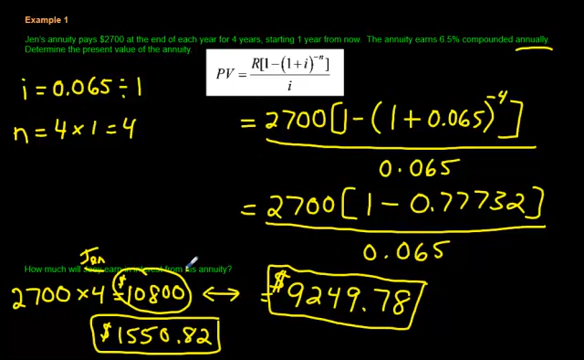 Example 1
Jen's annuity pays $2700 at the end of each year for 4 years, starting 1 year from now. The annuity earns 6.5% compounded annually.
Determine the present value of the annuity
PV = R[1−(1+i)⁻ⁿ] / i
i = 0.065 ÷ 1
n = 4 × 1 = 4
= 2700[1 − (1 + 0.065)⁻⁴] / 0.065
= 2700[1 − 0.77732] / 0.065
Jen
How much will earn in interest from this annuity?
2700 × 4 = $10800 ↔ = $9249.78
$1550.82